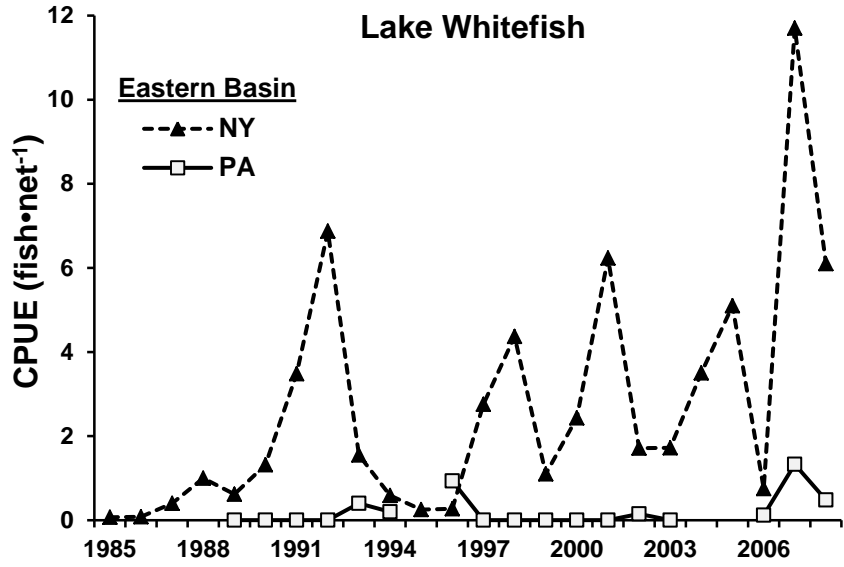 Lake Whitefish
Eastern Basin
NY
PA
CPUE (fish•net⁻¹)
12
10
8
6
4
2
0
1985 1988 1991 1994 1997 2000 2003 2006